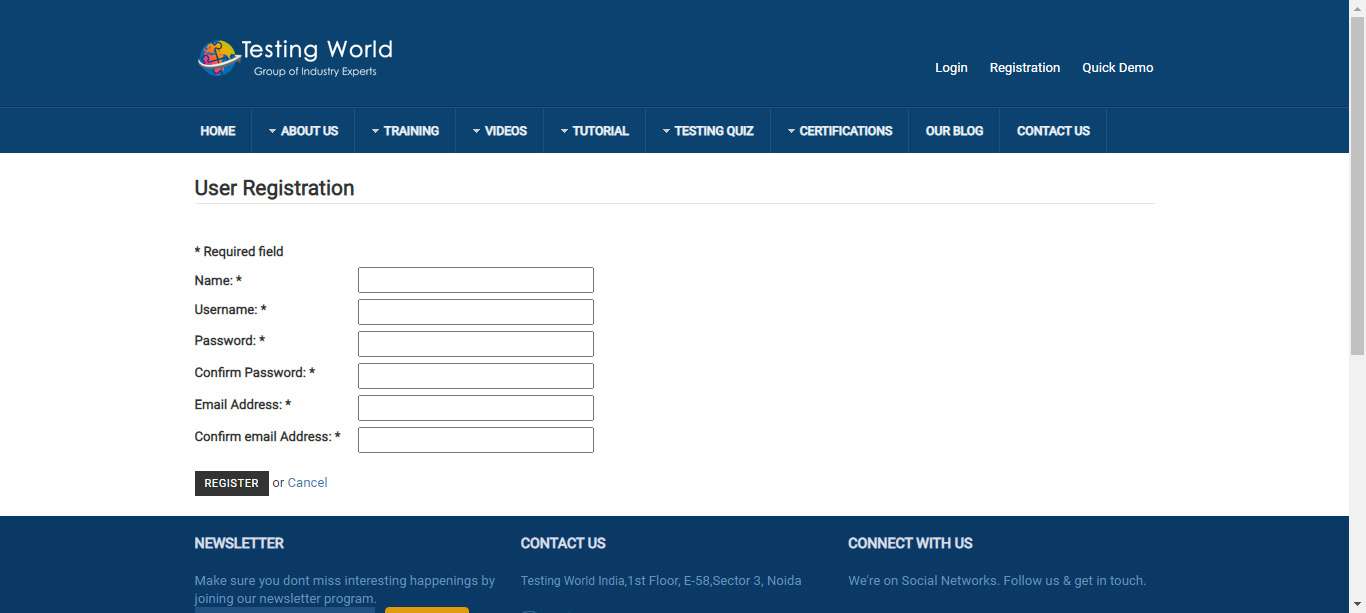 Testing World
Group of Industry Experts
Login Registration Quick Demo
HOME ABOUT US TRAINING VIDEOS TUTORIAL TESTING QUIZ CERTIFICATIONS OUR BLOG CONTACT US
User Registration
* Required field
Name: *
Username: *
Password: *
Confirm Password: *
Email Address: *
Confirm email Address: *
REGISTER or Cancel
NEWSLETTER
Make sure you dont miss interesting happenings by
joining our newsletter program.
CONTACT US
Testing World India,1st Floor, E-58,Sector 3, Noida
CONNECT WITH US
We're on Social Networks. Follow us & get in touch.